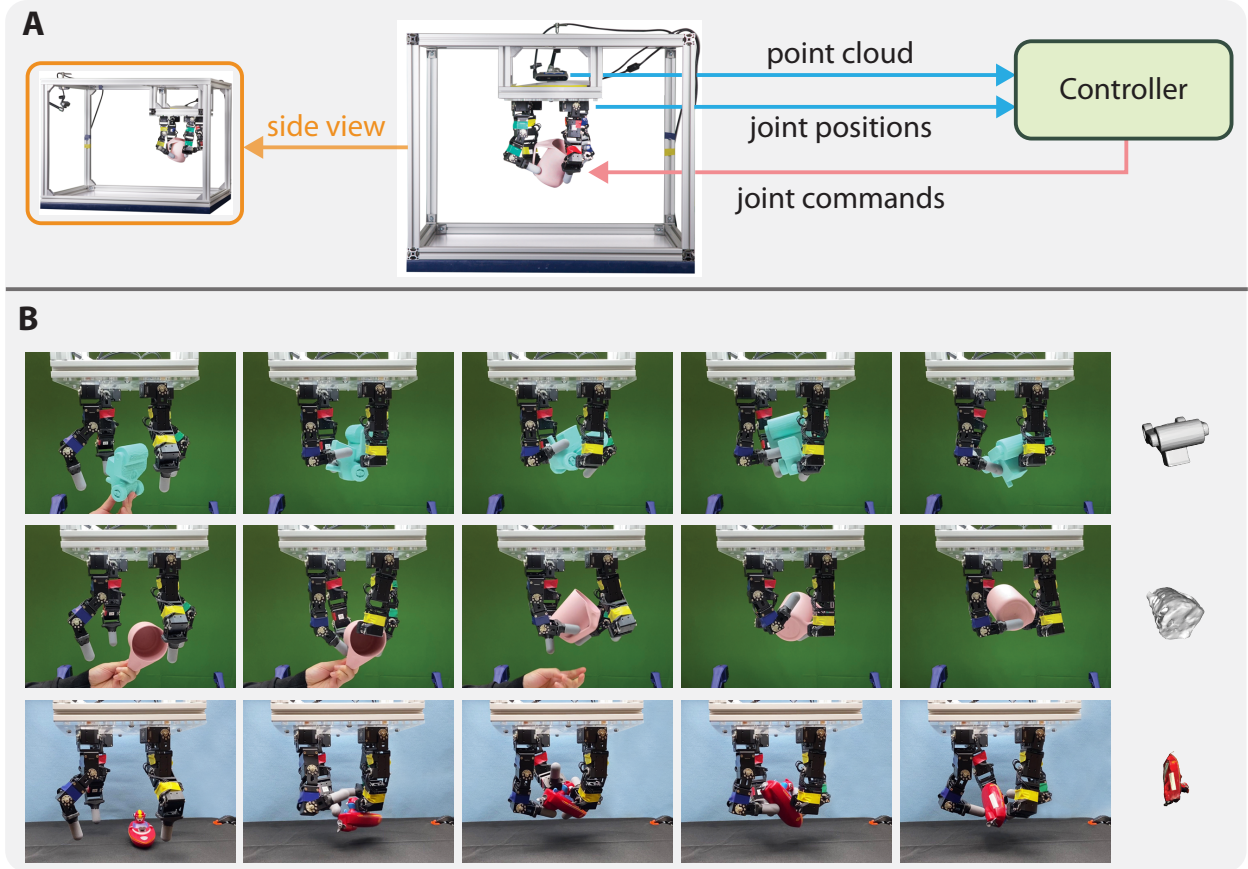 A
point cloud
Controller
side view
joint positions
joint commands
B